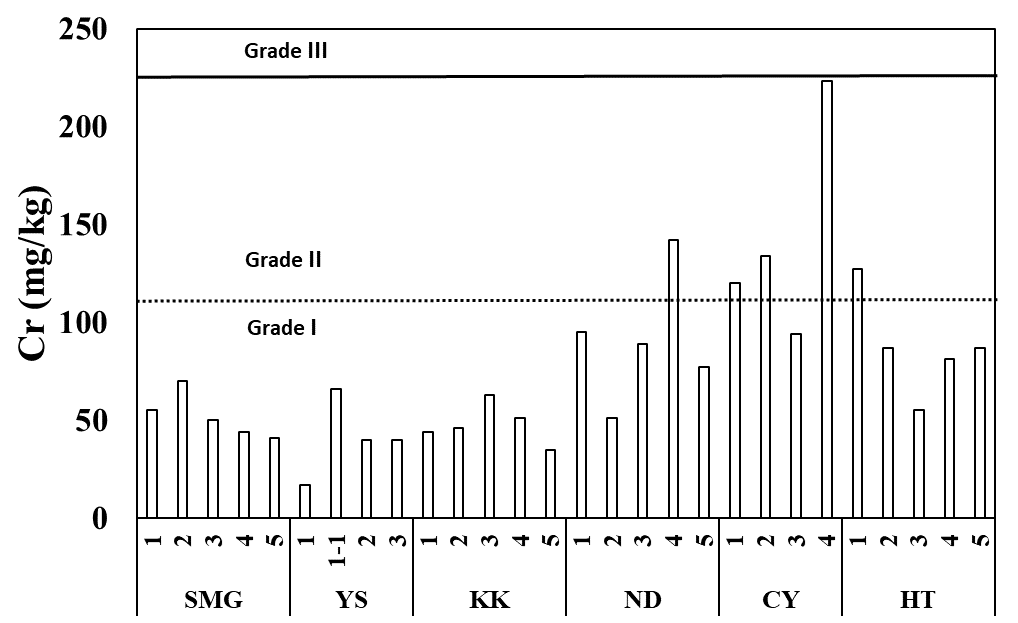 250
Grade III
200
150
Grade II
Grade I
100
50
0
Cr (mg/kg)
1 2 3 4 5 1 1-1 2 3 1 2 3 4 5 1 2 3 4 5 1 2 3 4 1 2 3 4 5
SMG YS KK ND CY HT